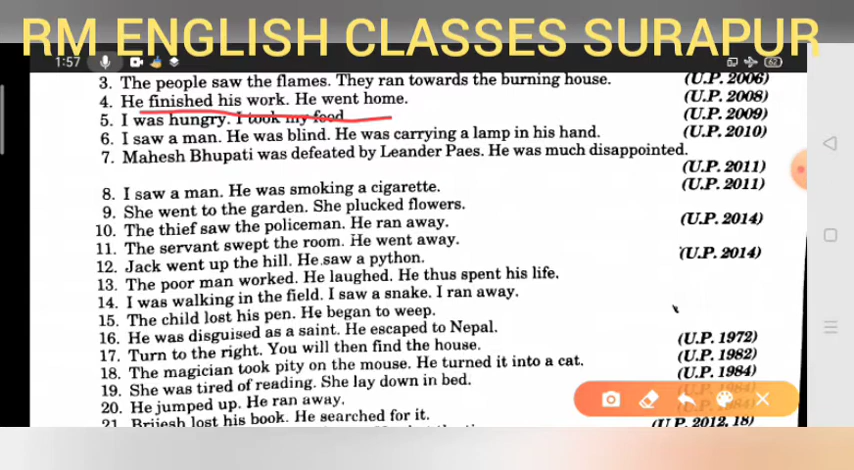 RM ENGLISH CLASSES SURAPUR
1:57 62
3. The people saw the flames. They ran towards the burning house. (U.P. 2006)
4. He finished his work. He went home. (U.P. 2008)
5. I was hungry. I took my food (U.P. 2009)
6. I saw a man. He was blind. He was carrying a lamp in his hand. (U.P. 2010)
7. Mahesh Bhupati was defeated by Leander Paes. He was much disappointed.
(U.P. 2011)
8. I saw a man. He was smoking a cigarette. (U.P. 2011)
9. She went to the garden. She plucked flowers.
10. The thief saw the policeman. He ran away. (U.P. 2014)
11. The servant swept the room. He went away.
12. Jack went up the hill. He saw a python. (U.P. 2014)
13. The poor man worked. He laughed. He thus spent his life.
14. I was walking in the field. I saw a snake. I ran away.
15. The child lost his pen. He began to weep.
16. He was disguised as a saint. He escaped to Nepal.
17. Turn to the right. You will then find the house. (U.P. 1972)
18. The magician took pity on the mouse. He turned it into a cat. (U.P. 1982)
19. She was tired of reading. She lay down in bed. (U.P. 1984)
20. He jumped up. He ran away. (U.P. 1984)
21. Brijesh lost his book. He searched for it. (U.P. 2012, 18)